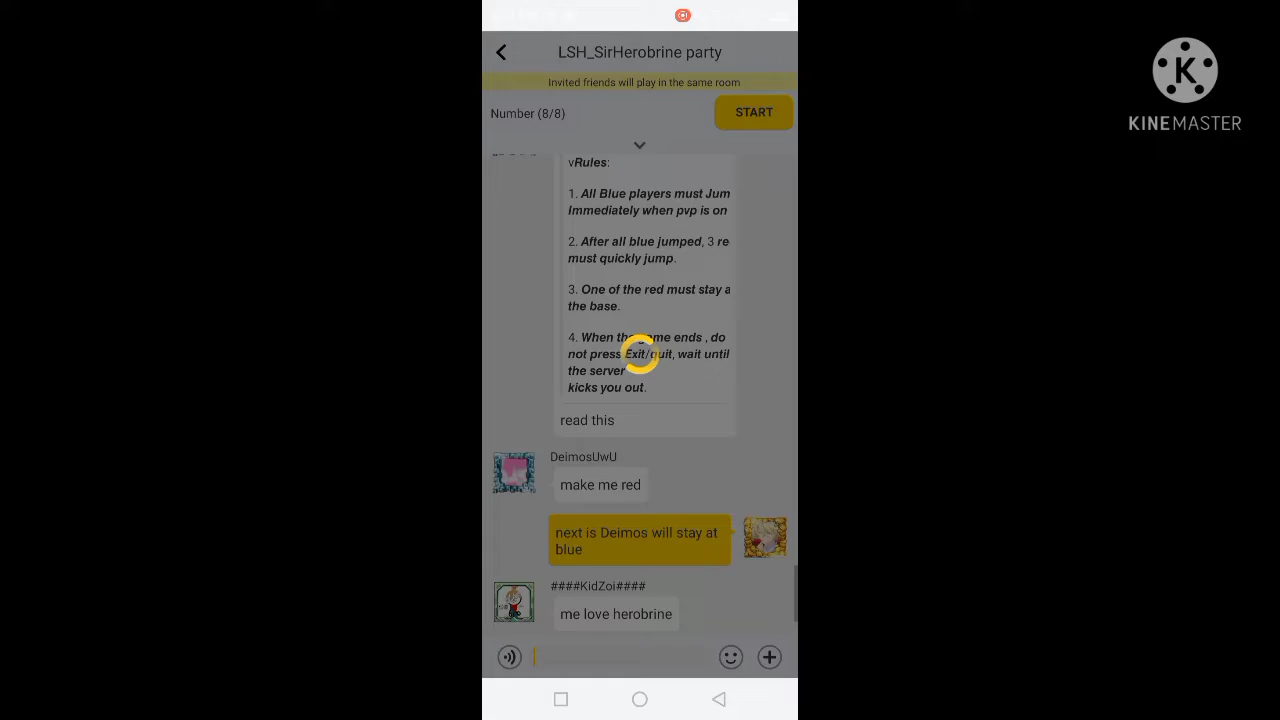 LSH_SirHerobrine party
Invited friends will play in the same room
Number (8/8)
START
vRules:
1. All Blue players must Jum
Immediately when pvp is on
2. After all blue jumped, 3 re
must quickly jump.
3. One of the red must stay a
the base.
4. When the game ends , do
not press Exit/quit, wait until
the server
kicks you out.
read this
DeimosUwU
make me red
next is Deimos will stay at
blue
####KidZoi####
me love herobrine
K
KINEMASTER